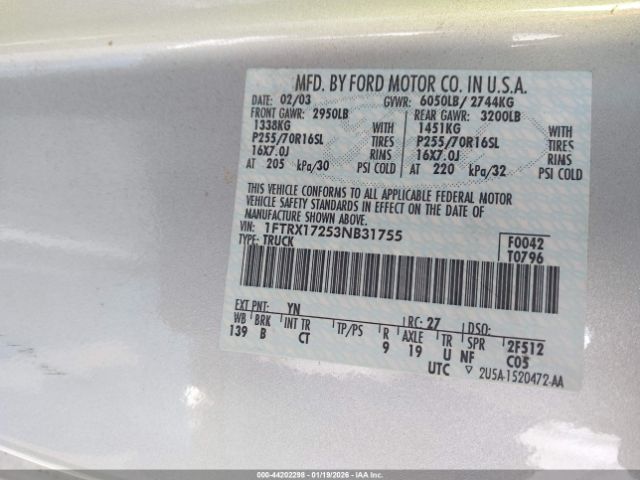 MFD. BY FORD MOTOR CO. IN U.S.A.
DATE: 02/03 GVWR: 6050LB/ 2744KG
FRONT GAWR: 2950LB REAR GAWR: 3200LB
1338KG WITH 1451KG WITH
P255/70R16SL TIRES P255/70R16SL TIRES
16X7.0J RIMS 16X7.0J RIMS
AT 205 kPa/30 PSI COLD AT 220 kPa/32 PSI COLD
THIS VEHICLE CONFORMS TO ALL APPLICABLE FEDERAL MOTOR
VEHICLE SAFETY STANDARDS IN EFFECT ON THE DATE OF
MANUFACTURE SHOWN ABOVE.
VIN: 1FTRX17253NB31755 F0042
TYPE: TRUCK T0796
EXT PNT: YN RC: 27 DSO:
WB BRK INT TR TP/PS R AXLE TR SPR 2F512
139 B CT 9 19 U NF C05
UTC ▽ 2U5A-1520472-AA
000-44202298 - 01/19/2026 - IAAI.COM